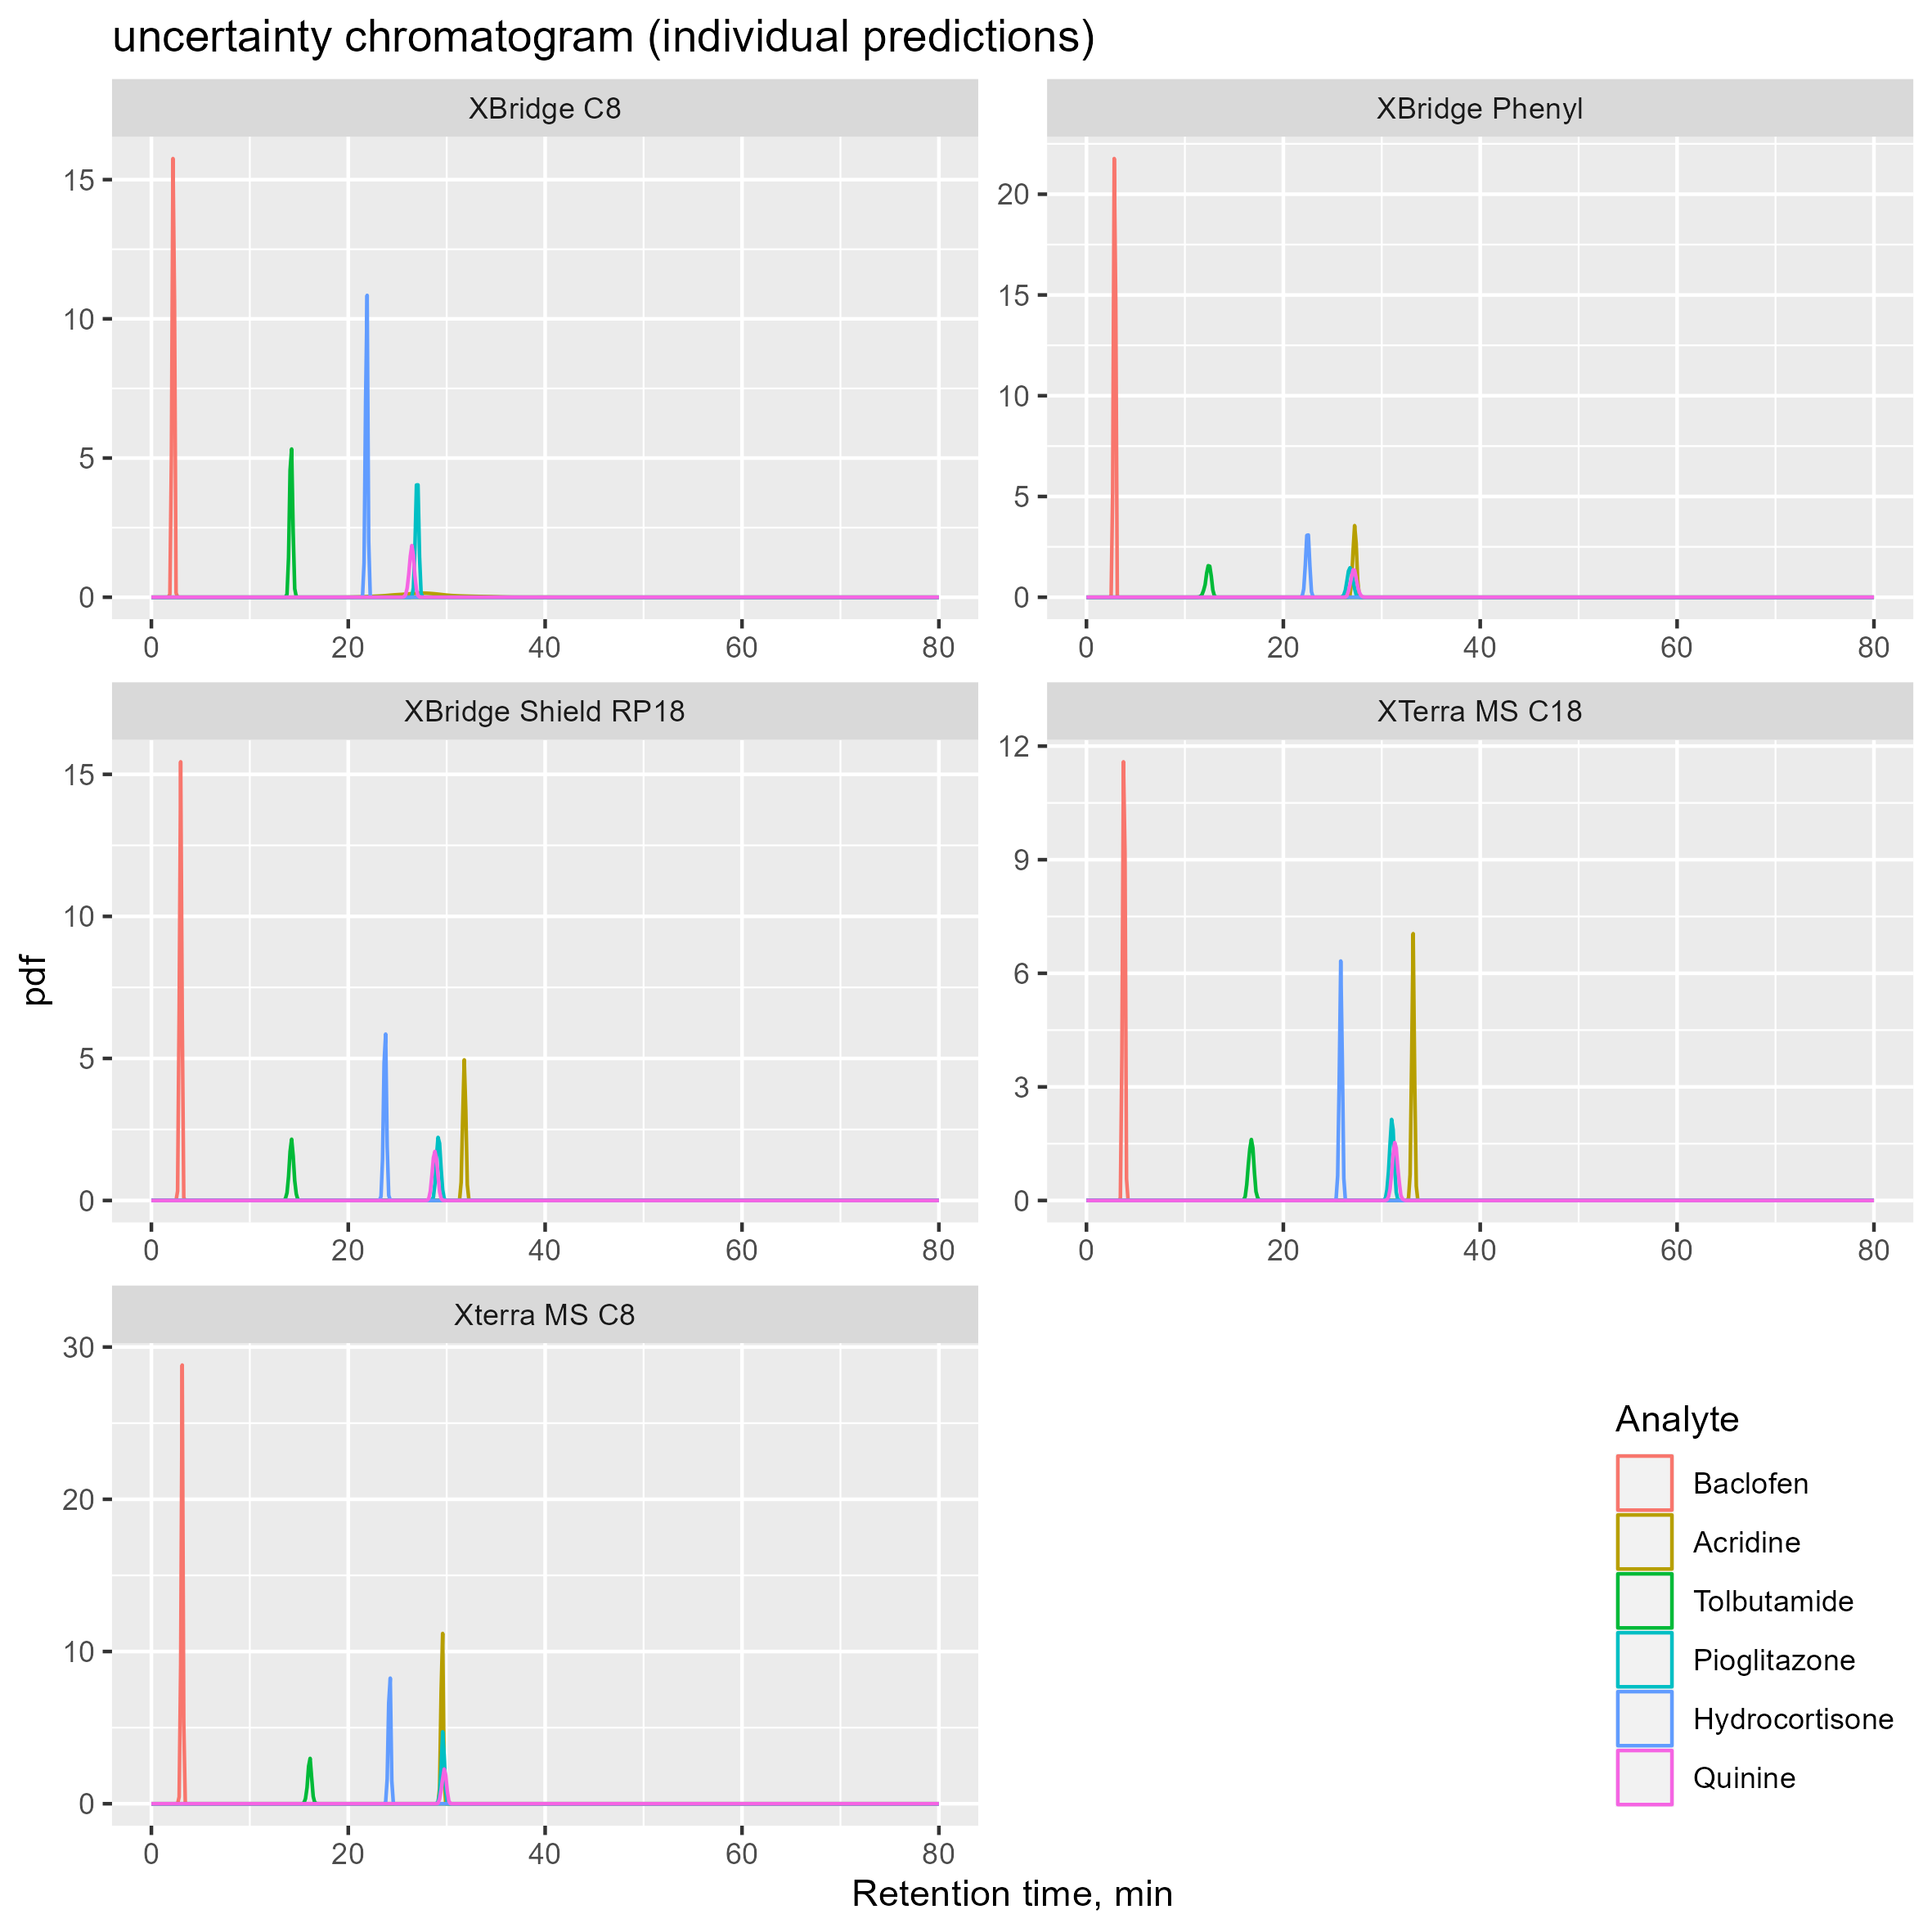 uncertainty chromatogram (individual predictions)
XBridge C8
15
10
5
0
0 20 40 60 80
XBridge Phenyl
20
15
10
5
0
0 20 40 60 80
XBridge Shield RP18
15
10
5
0
0 20 40 60 80
XTerra MS C18
12
9
6
3
0
0 20 40 60 80
Xterra MS C8
30
20
10
0
0 20 40 60 80
pdf
Retention time, min
Analyte
Baclofen
Acridine
Tolbutamide
Pioglitazone
Hydrocortisone
Quinine